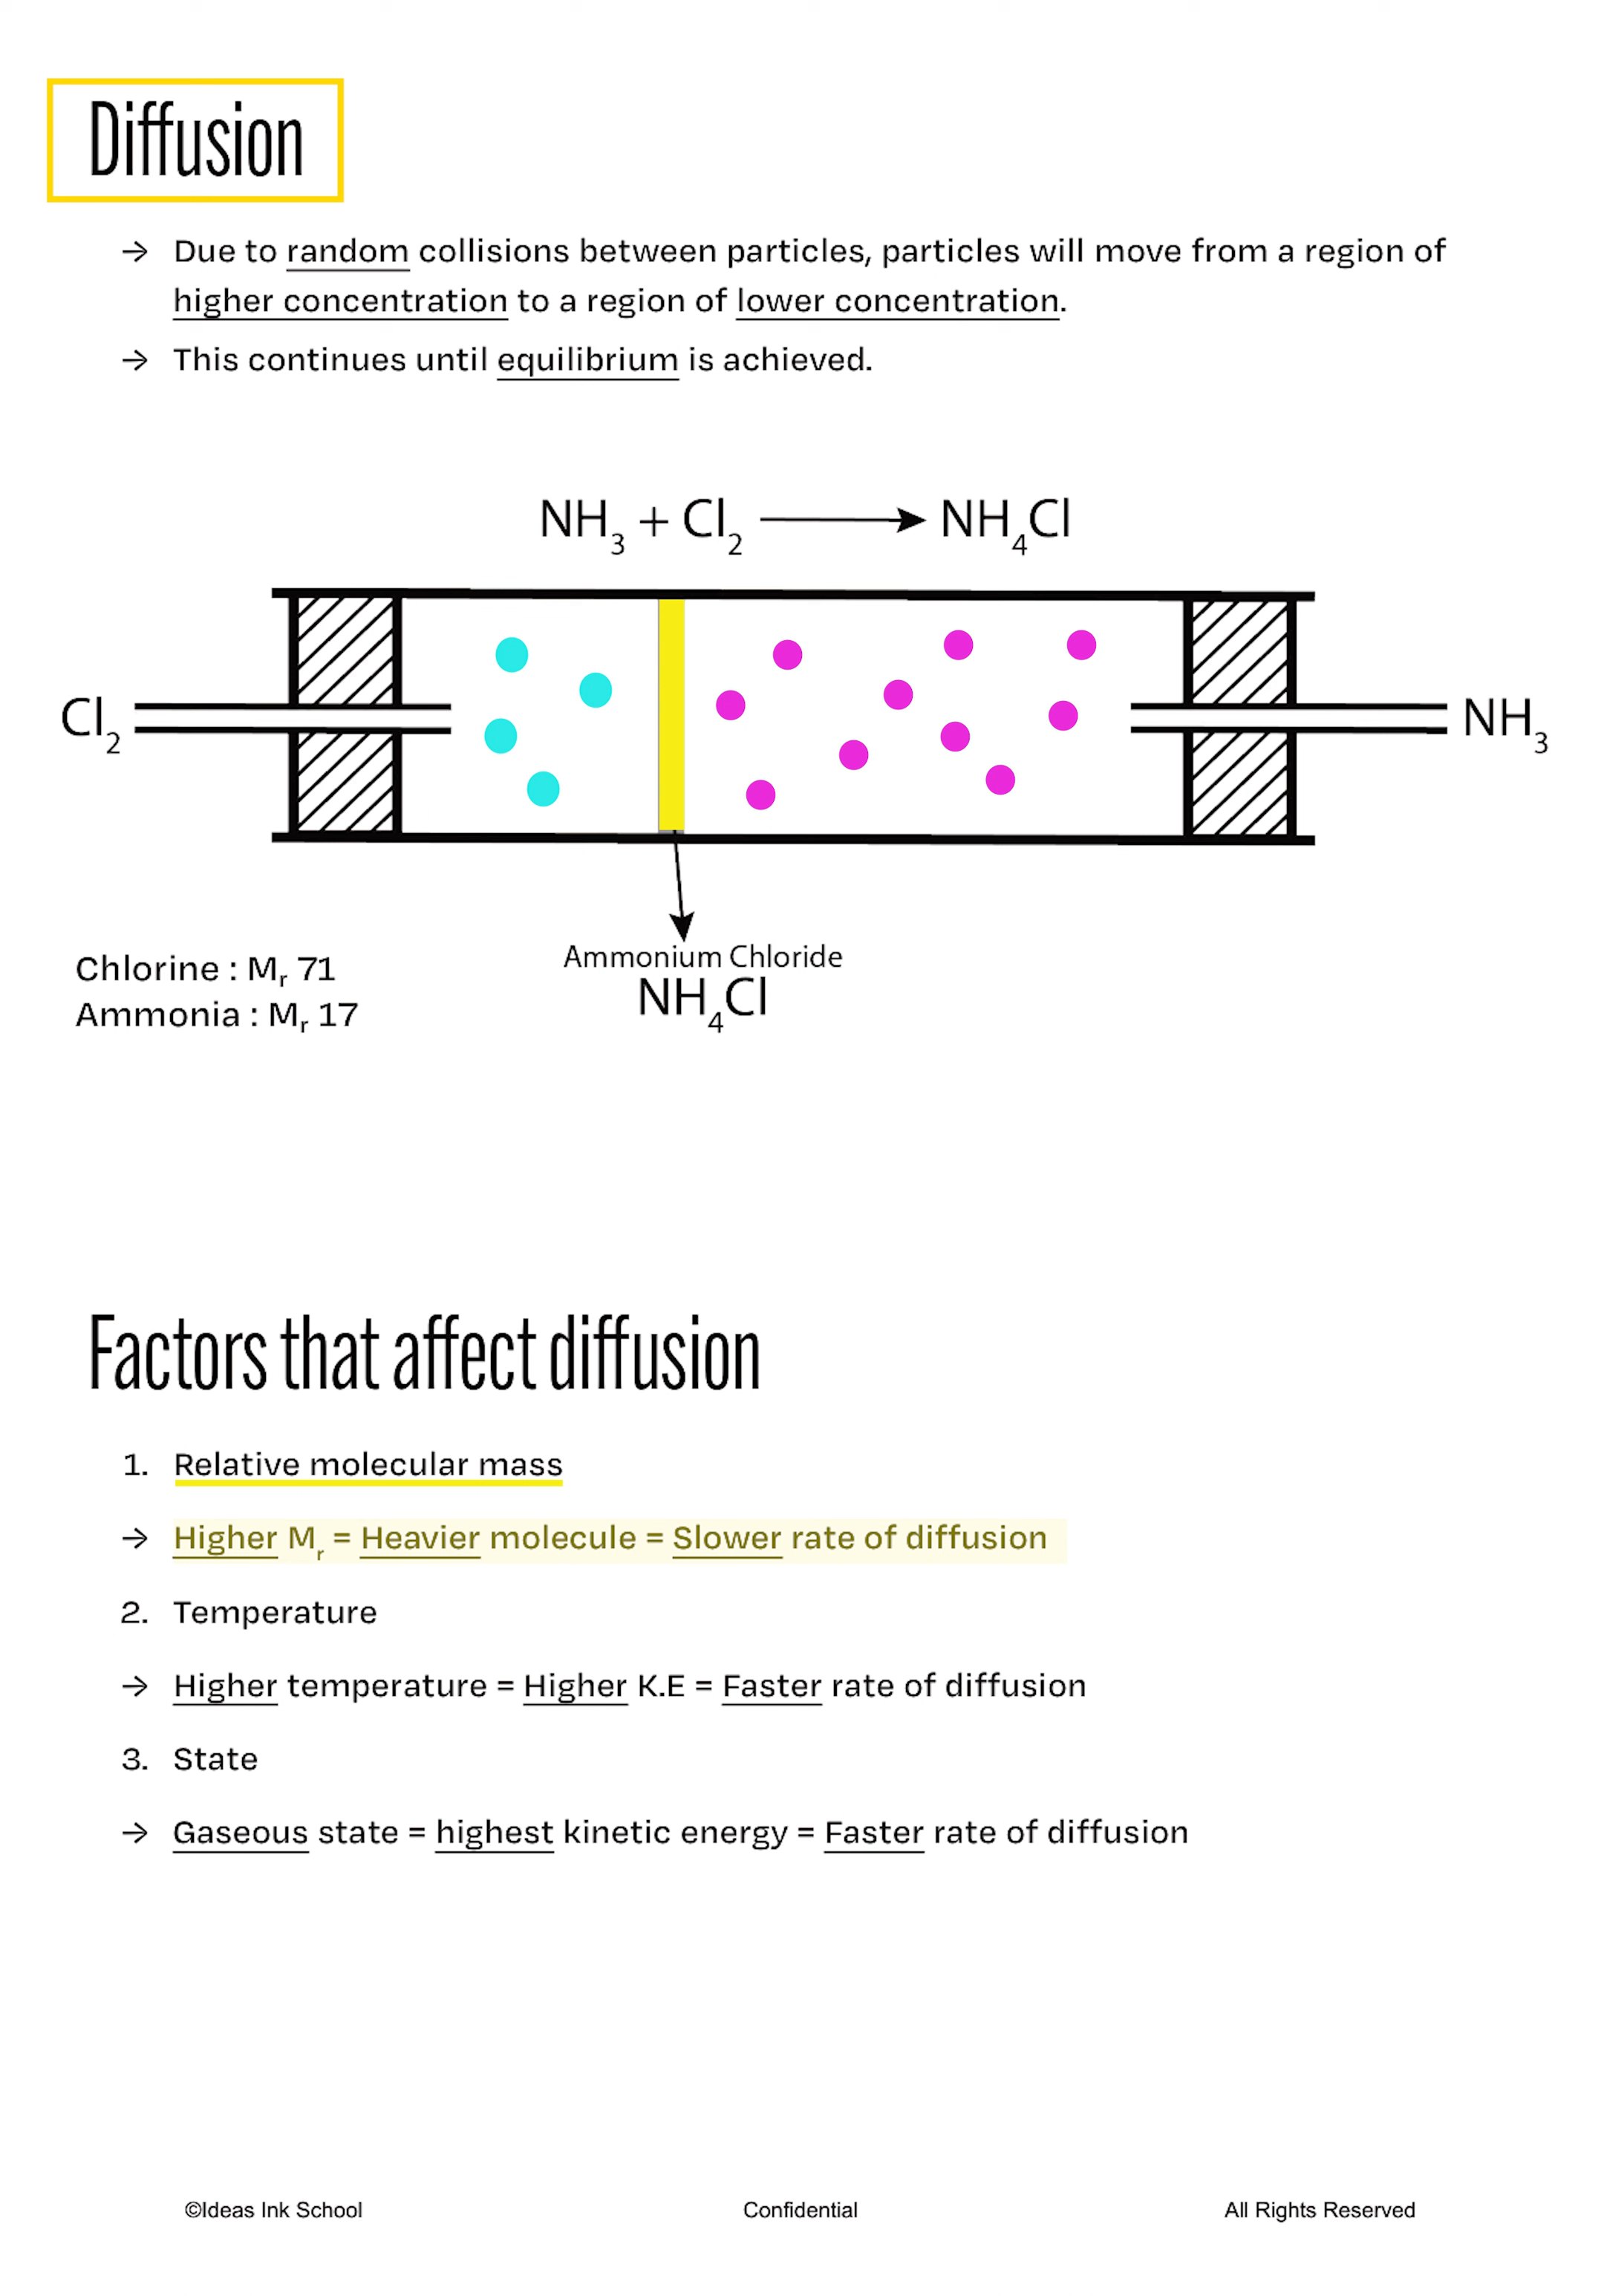 Diffusion
→ Due to random collisions between particles, particles will move from a region of
higher concentration to a region of lower concentration.
→ This continues until equilibrium is achieved.
NH₃ + Cl₂ → NH₄Cl
Cl₂
NH₃
Ammonium Chloride
NH₄Cl
Chlorine : Mᵣ 71
Ammonia : Mᵣ 17
Factors that affect diffusion
1. Relative molecular mass
→ Higher Mᵣ = Heavier molecule = Slower rate of diffusion
2. Temperature
→ Higher temperature = Higher K.E = Faster rate of diffusion
3. State
→ Gaseous state = highest kinetic energy = Faster rate of diffusion
©Ideas Ink School Confidential All Rights Reserved